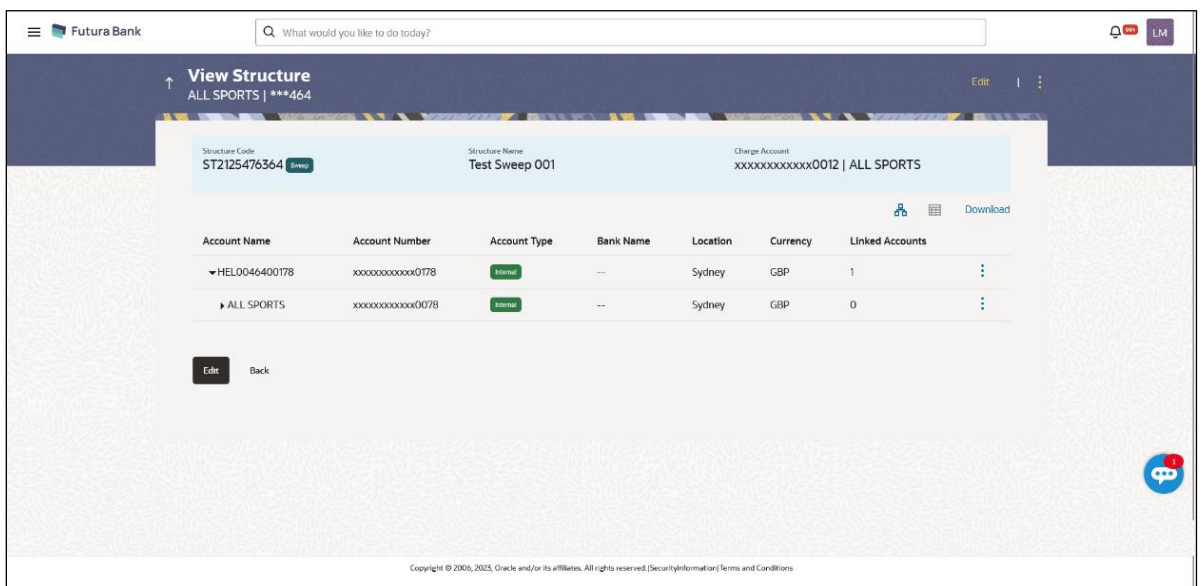 Futura Bank
What would you like to do today?
99+
LM
View Structure
ALL SPORTS | ***464
Edit
Structure Code
ST2125476364 Sweep
Structure Name
Test Sweep 001
Charge Account
xxxxxxxxxxxx0012 | ALL SPORTS
Download
Account Name Account Number Account Type Bank Name Location Currency Linked Accounts
HEL0046400178 xxxxxxxxxxxx0178 Internal -- Sydney GBP 1
ALL SPORTS xxxxxxxxxxxx0078 Internal -- Sydney GBP 0
Edit Back
1
Copyright © 2006, 2023, Oracle and/or its affiliates. All rights reserved.|SecurityInformation|Terms and Conditions